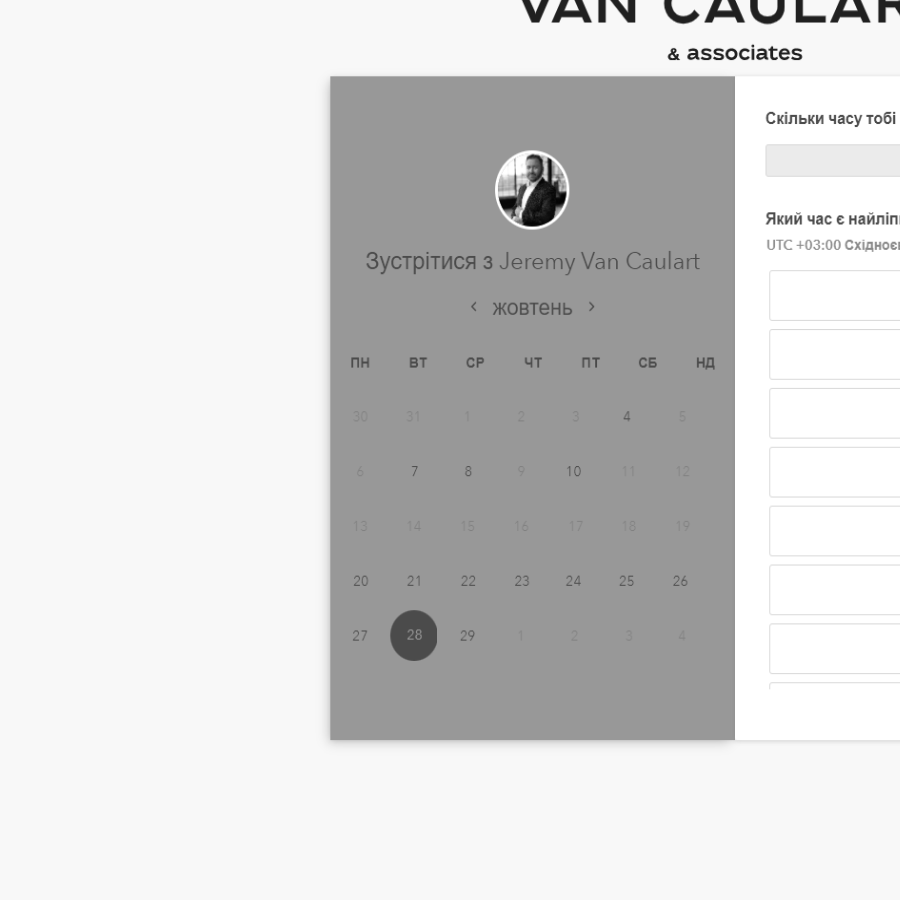 VAN CAULAR
& associates
Скільки часу тобі
Який час є найліп
UTC +03:00 Східноє
Зустрітися з Jeremy Van Caulart
жовтень
ПН ВТ СР ЧТ ПТ СБ НД
30 31 1 2 3 4 5
6 7 8 9 10 11 12
13 14 15 16 17 18 19
20 21 22 23 24 25 26
27 28 29 1 2 3 4